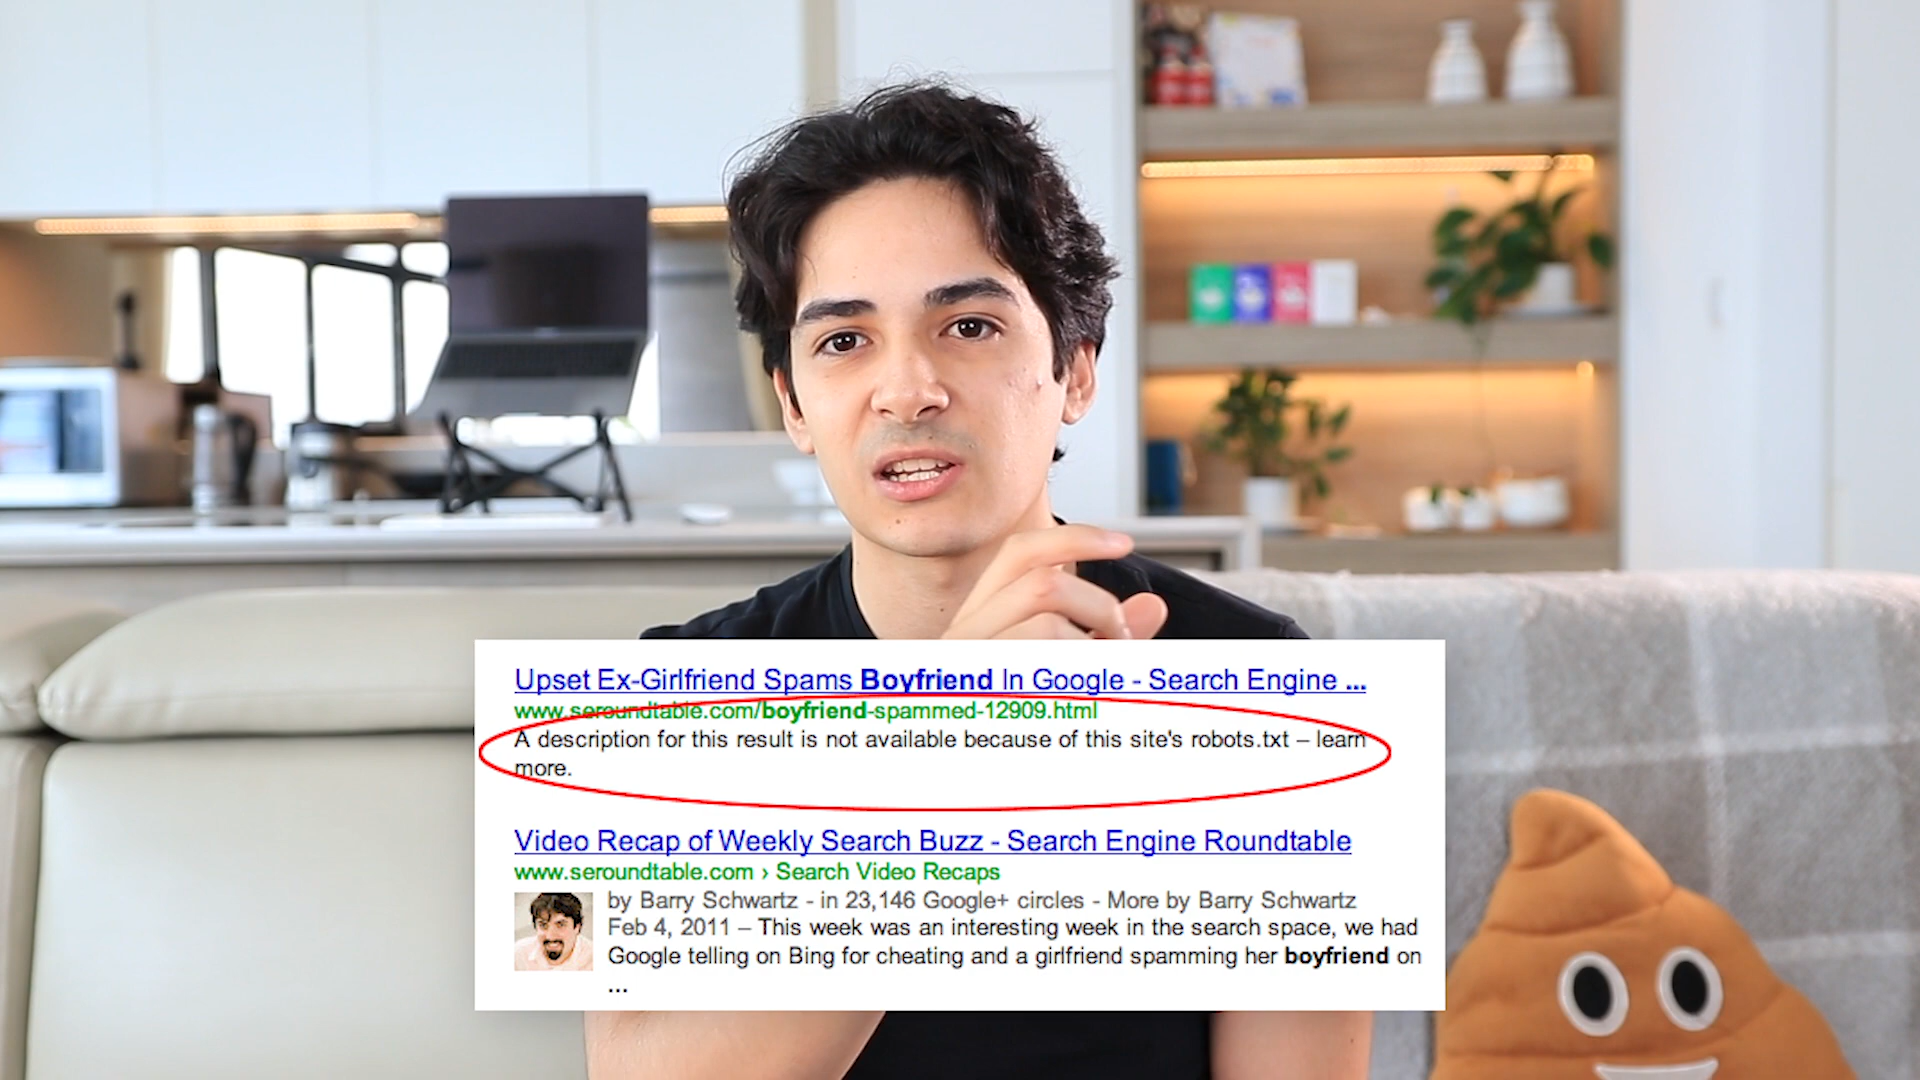 Upset Ex-Girlfriend Spams Boyfriend In Google - Search Engine ...
www.seroundtable.com/boyfriend-spammed-12909.html
A description for this result is not available because of this site's robots.txt – learn
more.
Video Recap of Weekly Search Buzz - Search Engine Roundtable
www.seroundtable.com › Search Video Recaps
by Barry Schwartz - in 23,146 Google+ circles - More by Barry Schwartz
Feb 4, 2011 – This week was an interesting week in the search space, we had
Google telling on Bing for cheating and a girlfriend spamming her boyfriend on
...